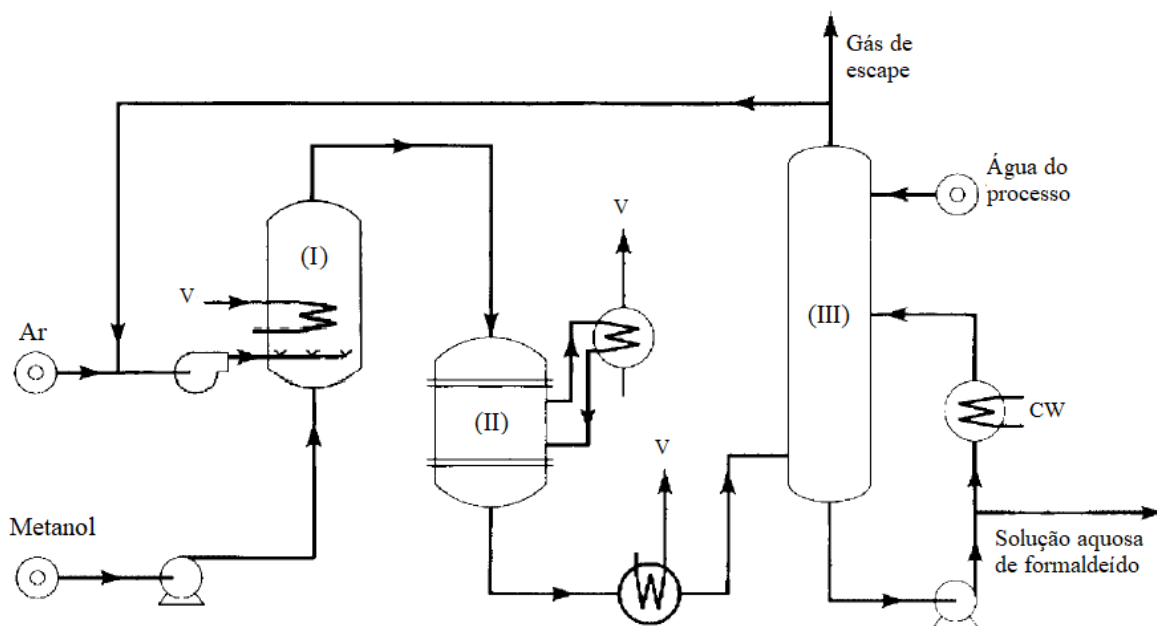 Gás de
escape
Água do
processo
(I)
V
V
Ar
(III)
(II)
CW
V
Metanol
Solução aquosa
de formaldeído